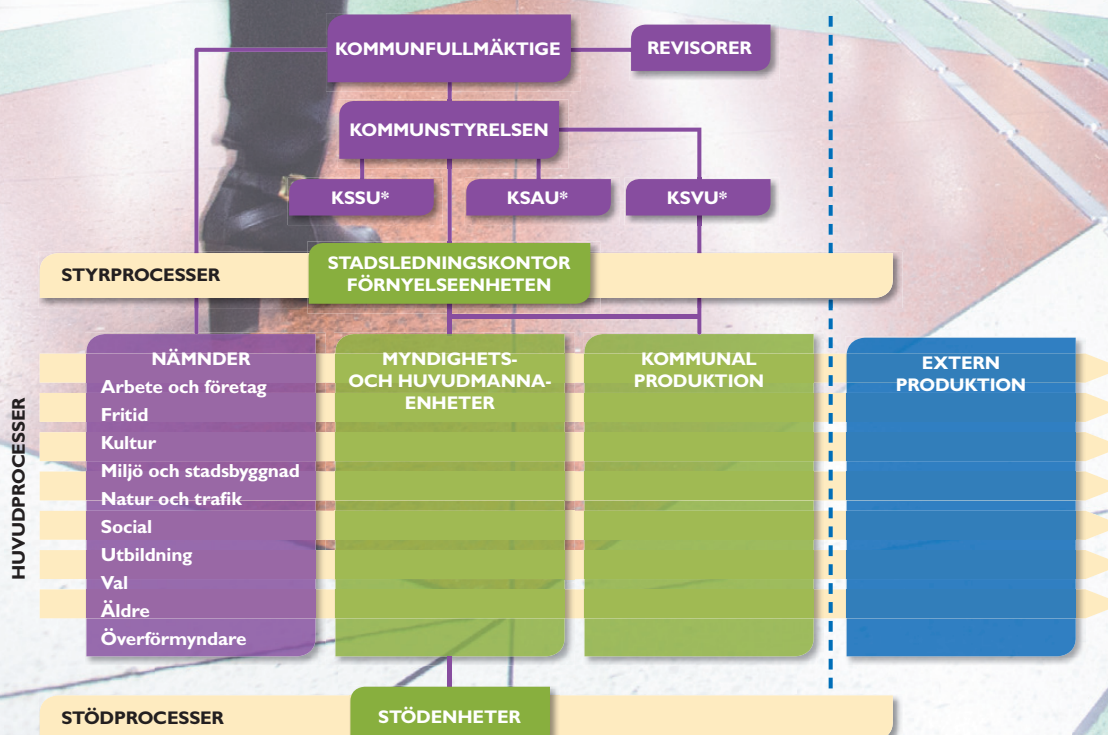 KOMMUNFULLMÄKTIGE
REVISORER
KOMMUNSTYRELSEN
KSSU*
KSAU*
KSVU*
STYRPROCESSER
STADSLEDNINGSKONTOR
FÖRNYELSEENHETEN
HUVUDPROCESSER
NÄMNDER
Arbete och företag
Fritid
Kultur
Miljö och stadsbyggnad
Natur och trafik
Social
Utbildning
Val
Äldre
Överförmyndare
MYNDIGHETS-
OCH HUVUDMANNA-
ENHETER
KOMMUNAL
PRODUKTION
EXTERN
PRODUKTION
STÖDPROCESSER
STÖDENHETER